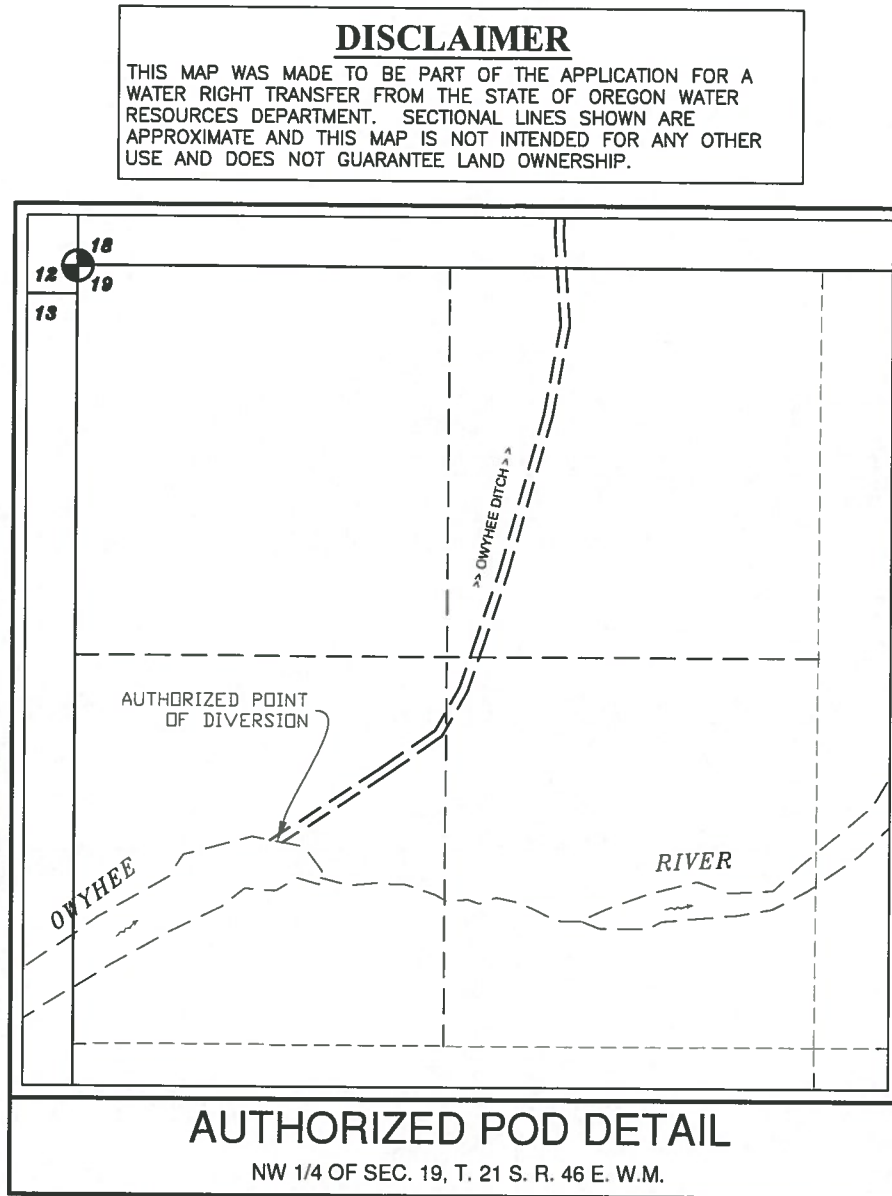 DISCLAIMER
THIS MAP WAS MADE TO BE PART OF THE APPLICATION FOR A
WATER RIGHT TRANSFER FROM THE STATE OF OREGON WATER
RESOURCES DEPARTMENT. SECTIONAL LINES SHOWN ARE
APPROXIMATE AND THIS MAP IS NOT INTENDED FOR ANY OTHER
USE AND DOES NOT GUARANTEE LAND OWNERSHIP.
18
12
19
13
>> OWYHEE DITCH >>
AUTHORIZED POINT
OF DIVERSION
OWYHEE
RIVER
AUTHORIZED POD DETAIL
NW 1/4 OF SEC. 19, T. 21 S. R. 46 E. W.M.